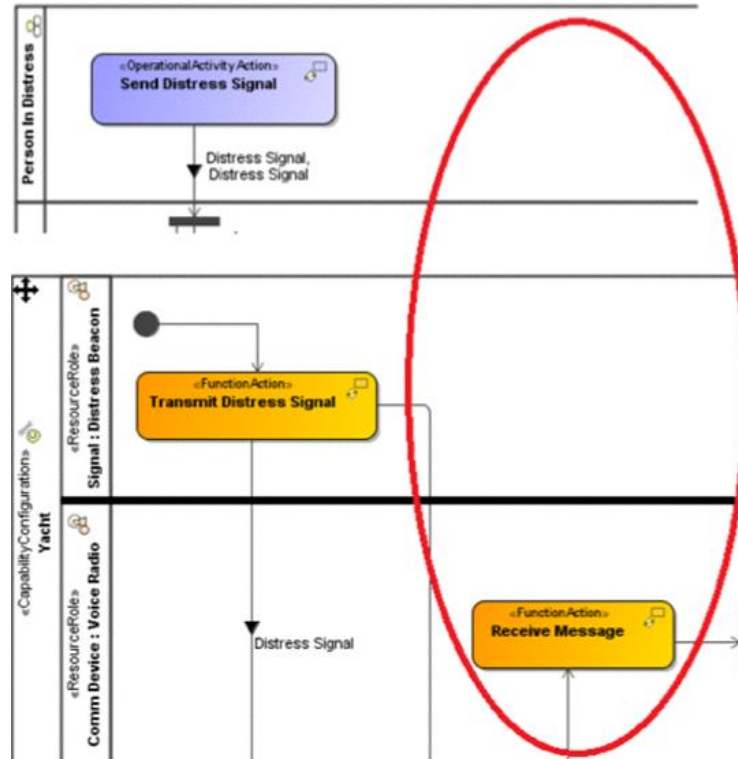 Person In Distress
«OperationalActivityAction»
Send Distress Signal
Distress Signal,
Distress Signal
«CapabilityConfiguration»
Yacht
«ResourceRole»
Signal : Distress Beacon
«FunctionAction»
Transmit Distress Signal
«ResourceRole»
Comm Device : Voice Radio
Distress Signal
«FunctionAction»
Receive Message